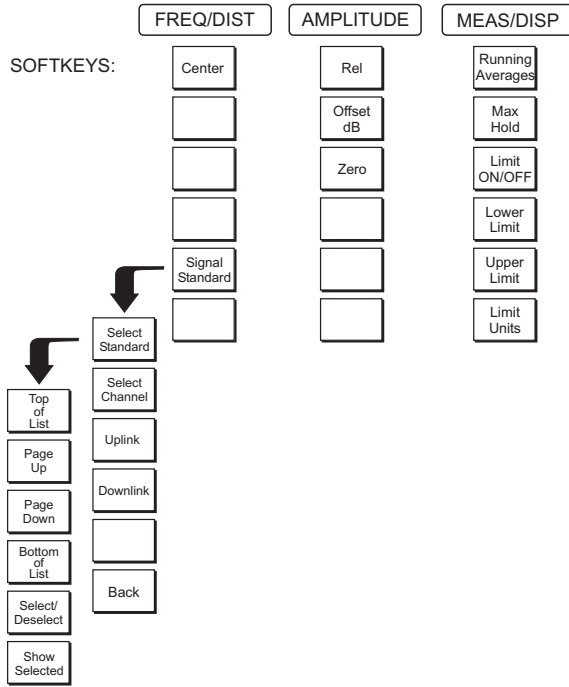 FREQ/DIST
AMPLITUDE
MEAS/DISP
SOFTKEYS:
Center
Signal
Standard
Select
Standard
Select
Channel
Uplink
Downlink
Back
Top
of
List
Page
Up
Page
Down
Bottom
of
List
Select/
Deselect
Show
Selected
Rel
Offset
dB
Zero
Running
Averages
Max
Hold
Limit
ON/OFF
Lower
Limit
Upper
Limit
Limit
Units